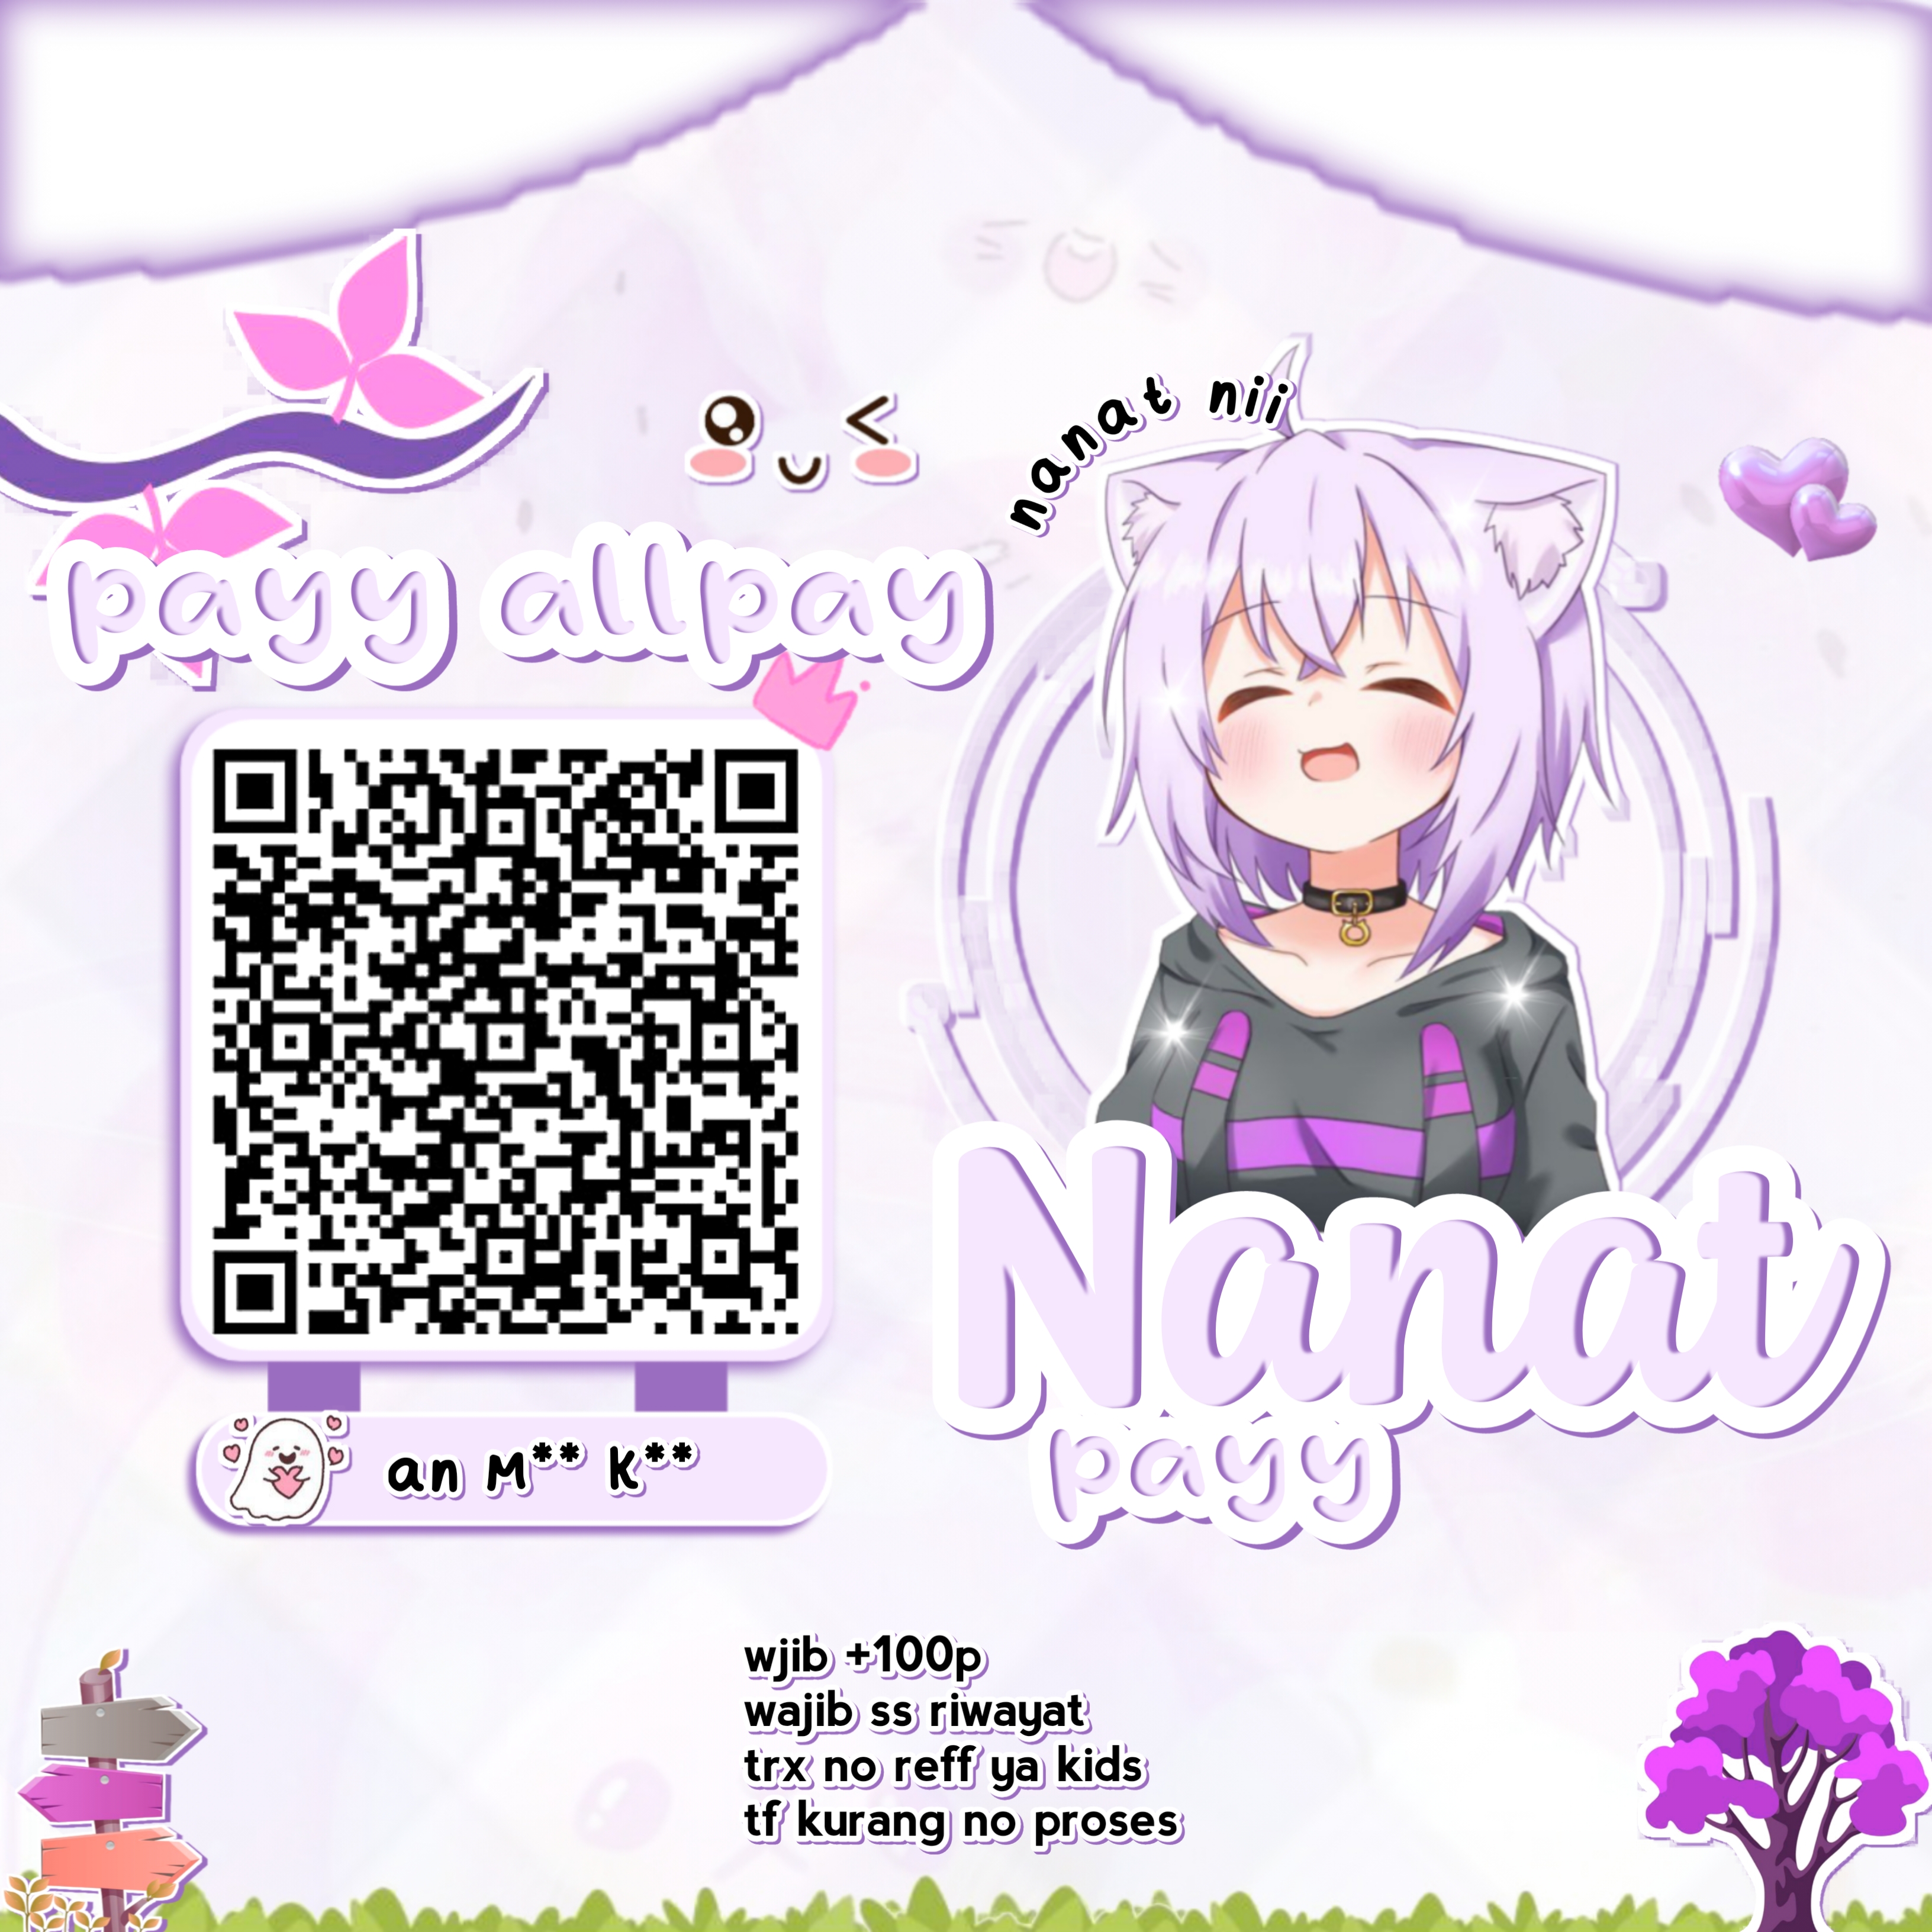 nanat nii
payy allpay
Nanat
payy
an M** K**
wjib +100p
wajib ss riwayat
trx no reff ya kids
tf kurang no proses